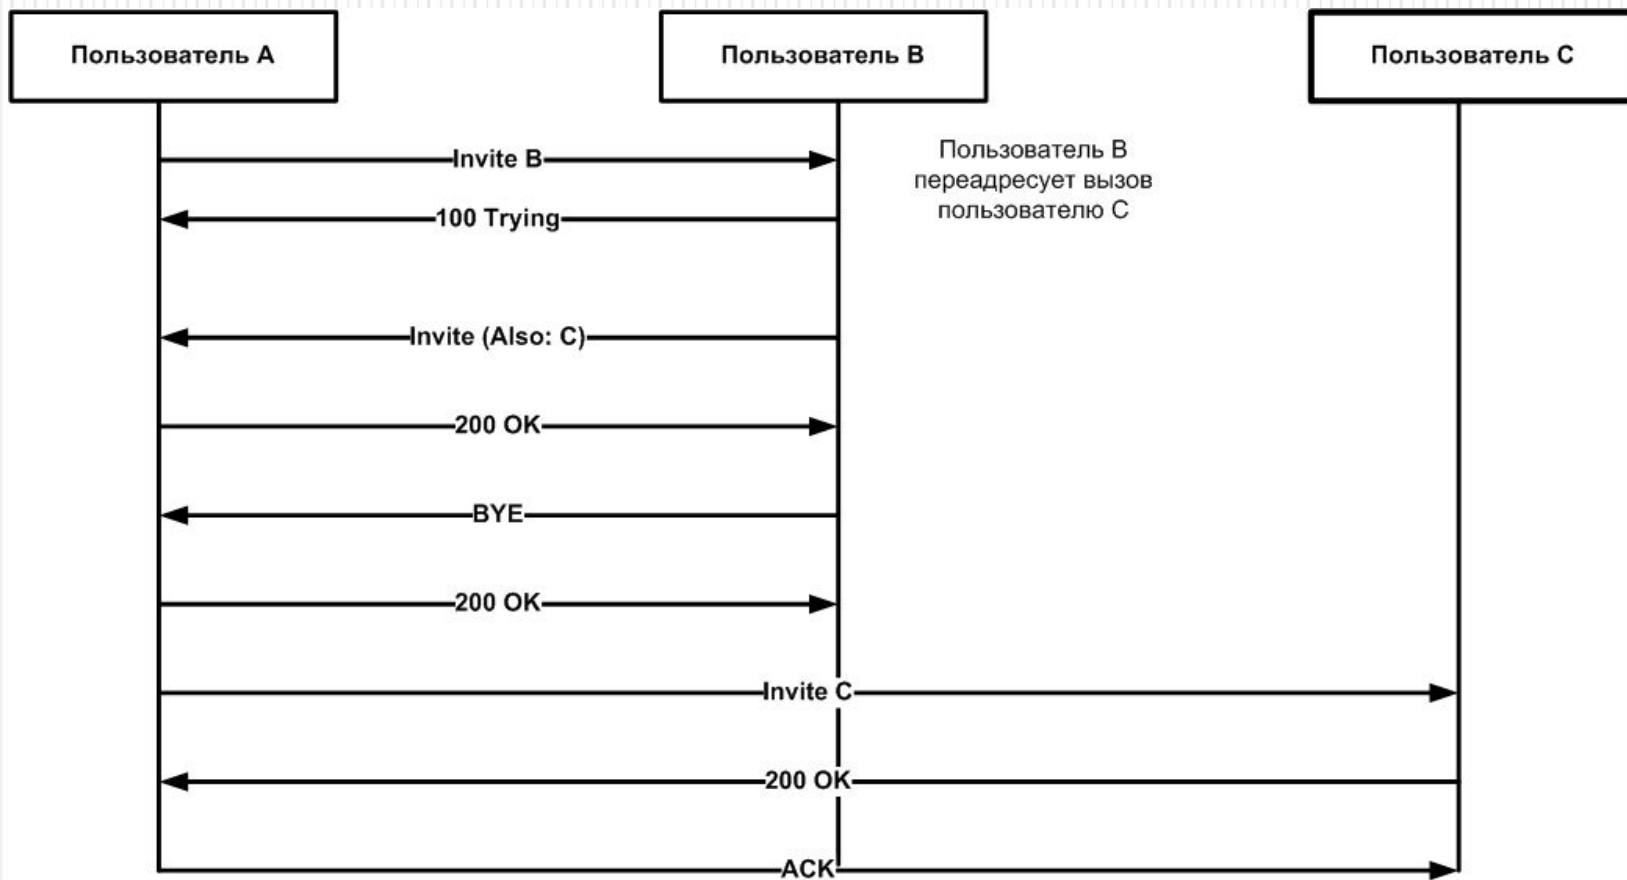 Пользователь A
Пользователь B
Пользователь C
Invite B
Пользователь B
переадресует вызов
пользователю C
100 Trying
Invite (Also: C)
200 OK
BYE
200 OK
Invite C
200 OK
ACK